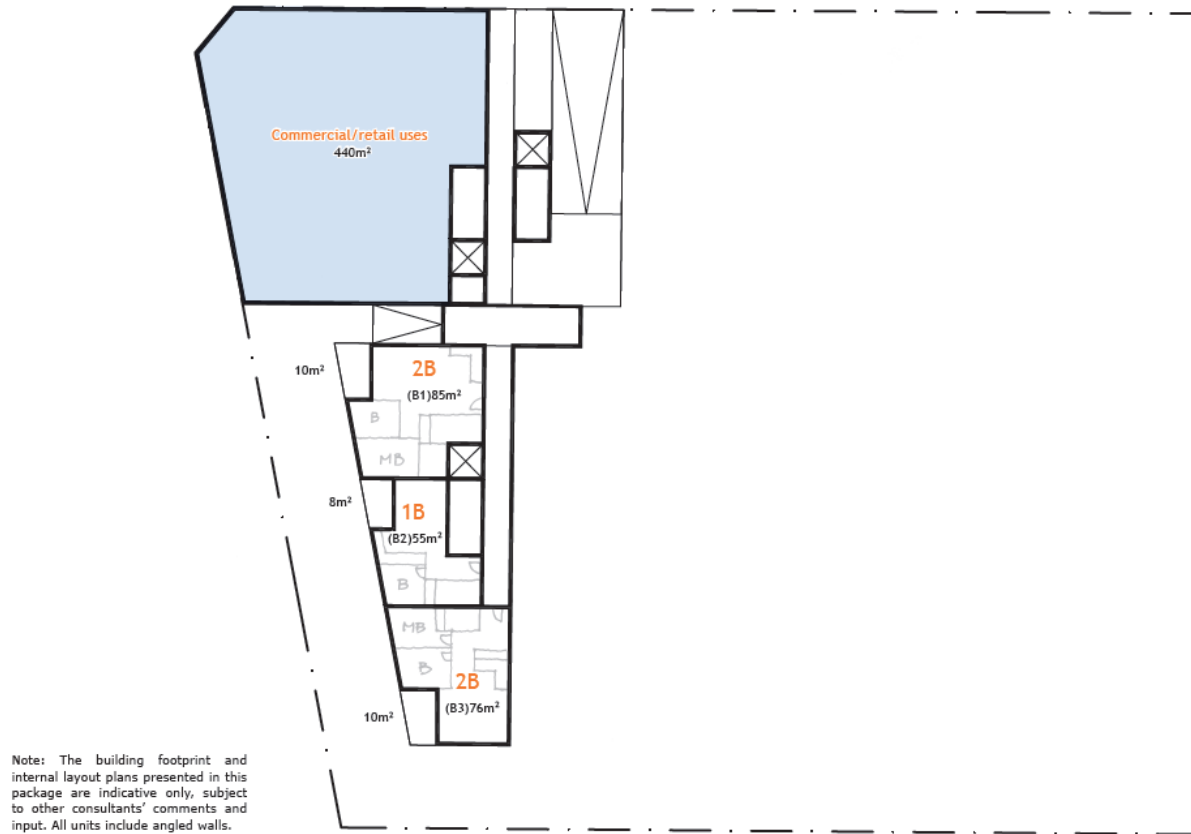 Commercial/retail uses
440m²
10m²
2B
(B1)85m²
B
MB
8m²
1B
(B2)55m²
B
MB
B
2B
(B3)76m²
10m²
Note: The building footprint and
internal layout plans presented in this
package are indicative only, subject
to other consultants' comments and
input. All units include angled walls.